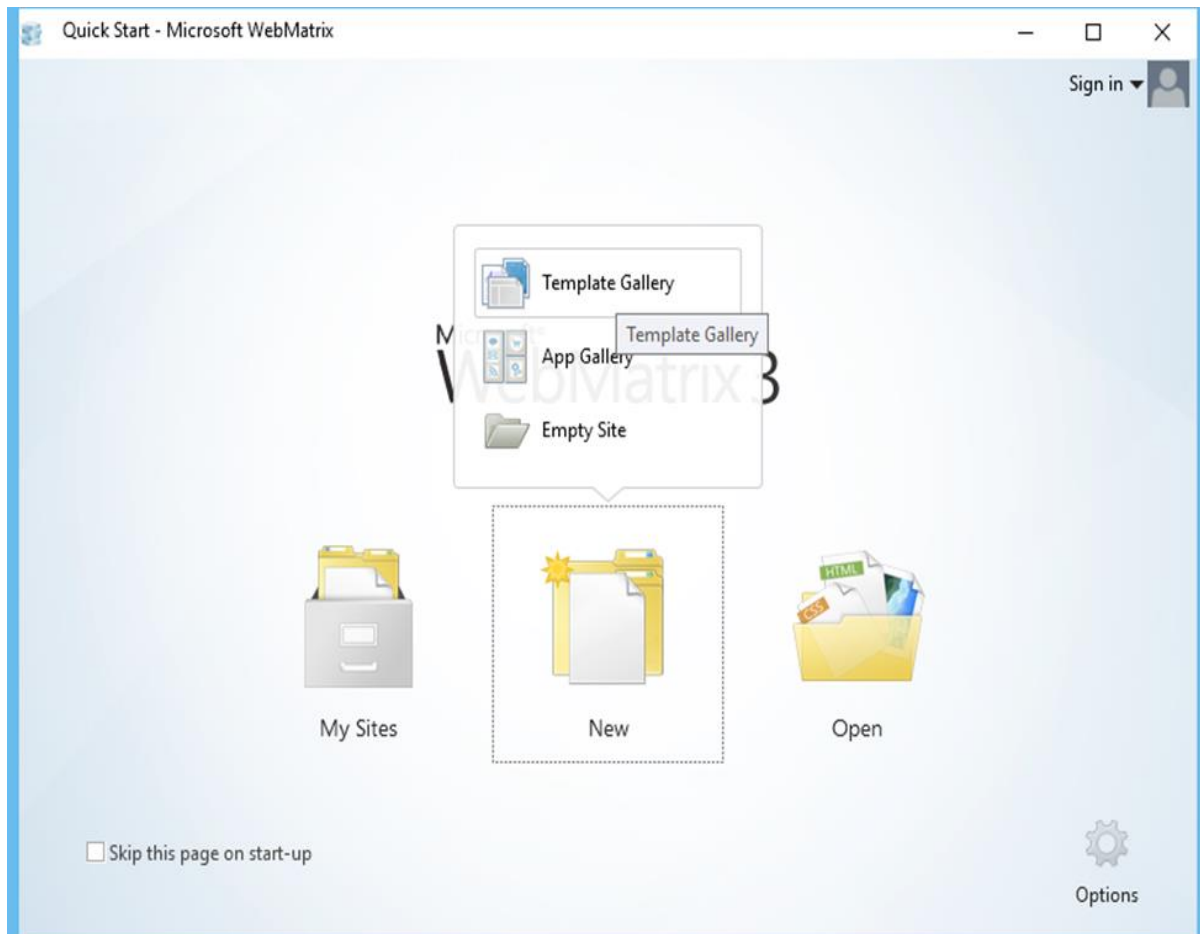 Quick Start - Microsoft WebMatrix
Sign in
Template Gallery
Template Gallery
Microsoft®
App Gallery
WebMatrix 3
Empty Site
HTML
CSS
My Sites
New
Open
Skip this page on start-up
Options